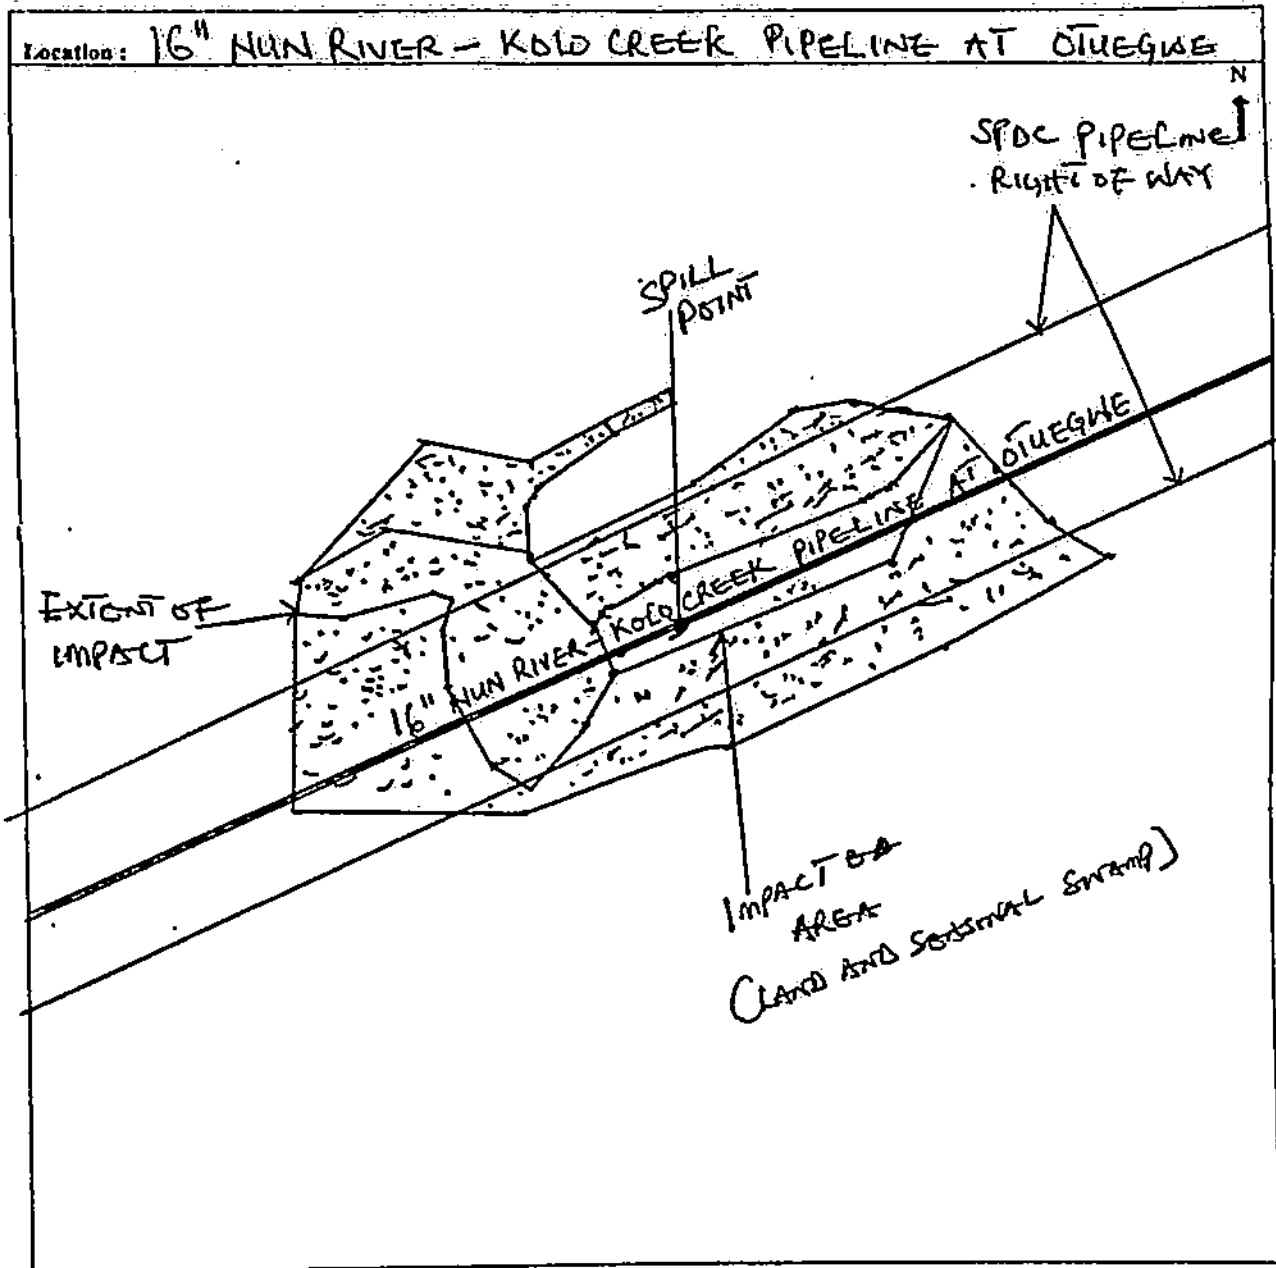 Location: 16" NUN RIVER - KOLO CREEK PIPELINE AT OTUEGWE
N
SPDC PIPELINE
RIGHT OF WAY
SPILL
POINT
16" NUN RIVER - KOLO CREEK PIPELINE AT OTUEGWE
EXTENT OF
IMPACT
IMPACTED
AREA
(LAND AND SEASONAL SWAMP)